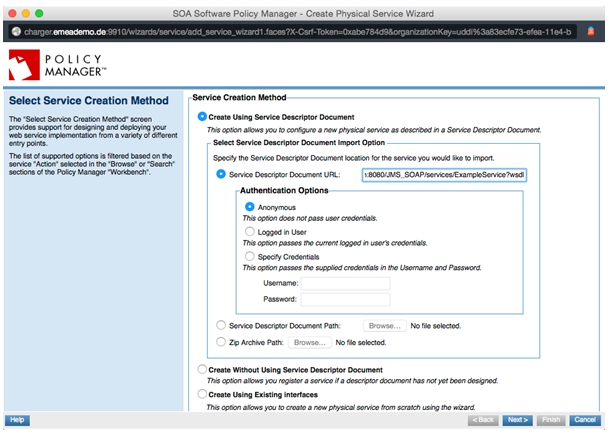 SOA Software Policy Manager - Create Physical Service Wizard
charger.emeademo.de:9910/wizards/service/add_service_wizard1.faces?X-Csrf-Token=0xabe784d9&organizationKey=uddi%3a83ecfe73-efea-11e4-b
POLICY
MANAGER™
Select Service Creation Method
The "Select Service Creation Method" screen
provides support for designing and deploying your
web service implementation from a variety of different
entry points.
The list of supported options is filtered based on the
service "Action" selected in the "Browse" or "Search"
sections of the Policy Manager "Workbench".
Service Creation Method
Create Using Service Descriptor Document
This option allows you to configure a new physical service as described in a Service Descriptor Document.
Select Service Descriptor Document Import Option
Specify the Service Descriptor Document location for the service you would like to import.
Service Descriptor Document URL: :8080/JMS_SOAP/services/ExampleService?wsdl
Authentication Options
Anonymous
This option does not pass user credentials.
Logged in User
This option passes the current logged in user's credentials.
Specify Credentials
This option passes the supplied credentials in the Username and Password.
Username:
Password:
Service Descriptor Document Path: Browse... No file selected.
Zip Archive Path: Browse... No file selected.
Create Without Using Service Descriptor Document
This option allows you register a service if a descriptor document has not yet been designed.
Create Using Existing interfaces
This option allows you to create a new physical service from scratch using the wizard.
Help < Back Next > Finish Cancel